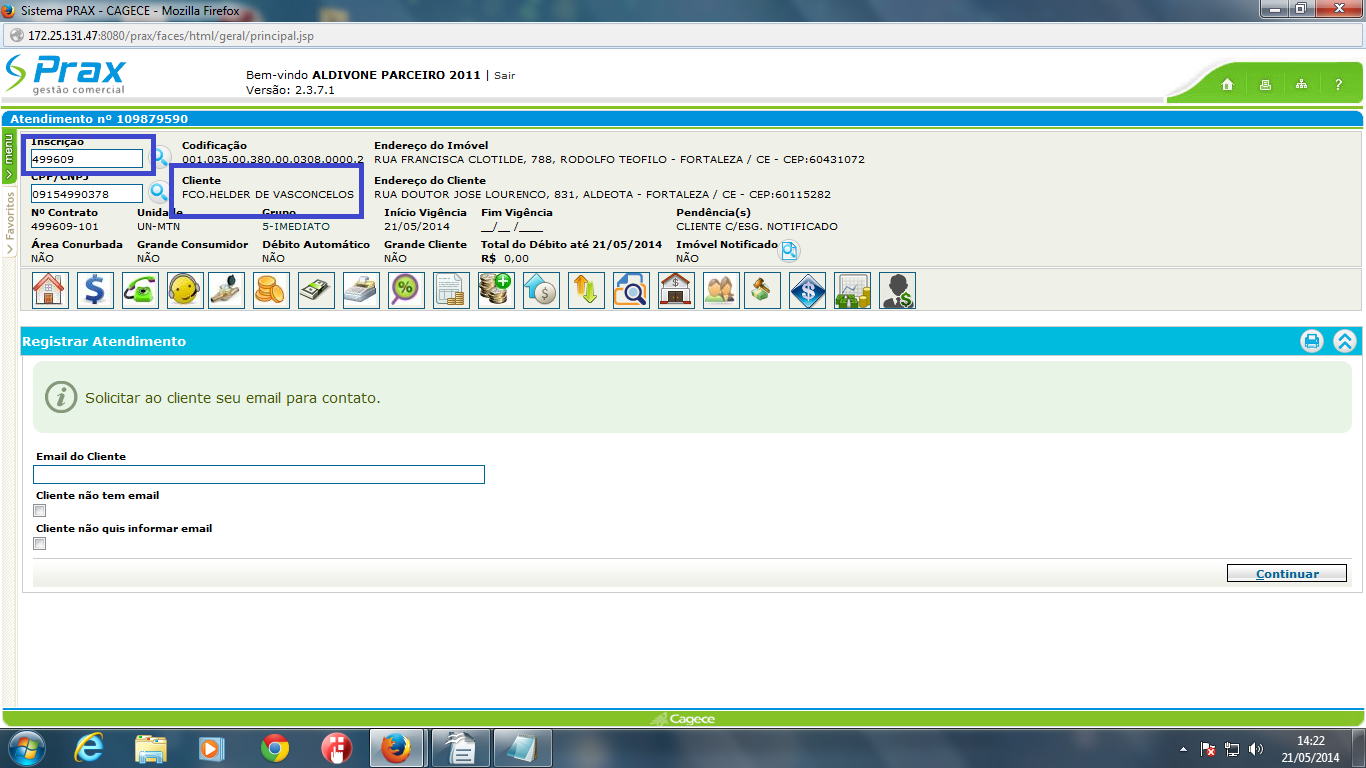 Sistema PRAX - CAGECE - Mozilla Firefox
172.25.131.47:8080/prax/faces/html/geral/principal.jsp
Prax
gestão comercial
Bem-vindo ALDIVONE PARCEIRO 2011 | Sair
Versão: 2.3.7.1
?
Atendimento nº 109879590
menu
Favoritos
Inscrição
499609
Codificação
001.035.00.380.00.0308.0000.2
Endereço do Imóvel
RUA FRANCISCA CLOTILDE, 788, RODOLFO TEOFILO - FORTALEZA / CE - CEP:60431072
CPF/CNPJ
09154990378
Cliente
FCO.HELDER DE VASCONCELOS
Endereço do Cliente
RUA DOUTOR JOSE LOURENCO, 831, ALDEOTA - FORTALEZA / CE - CEP:60115282
Nº Contrato Unidade Grupo Início Vigência Fim Vigência Pendência(s)
499609-101 UN-MTN 5-IMEDIATO 21/05/2014 __/__ /____ CLIENTE C/ESG. NOTIFICADO
Área Conurbada Grande Consumidor Débito Automático Grande Cliente Total do Débito até 21/05/2014 Imóvel Notificado
NÃO NÃO NÃO NÃO R$ 0,00 NÃO
Registrar Atendimento
Solicitar ao cliente seu email para contato.
Email do Cliente
Cliente não tem email
Cliente não quis informar email
Continuar
Cagece
14:22
21/05/2014